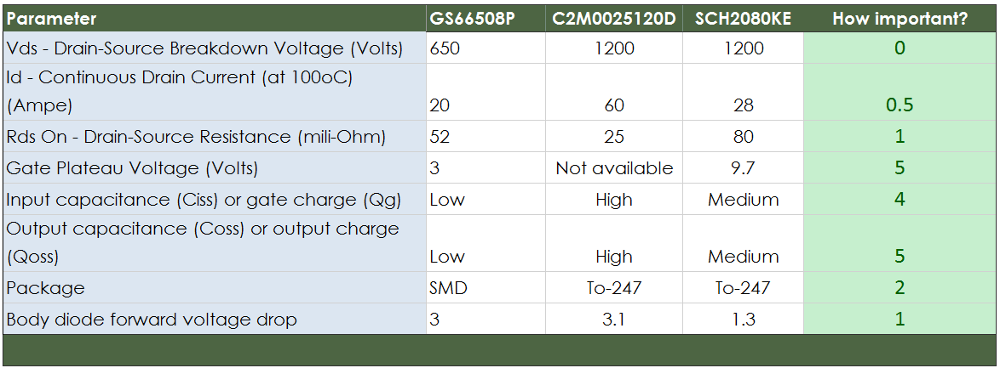 Parameter GS66508P C2M0025120D SCH2080KE How important?
Vds - Drain-Source Breakdown Voltage (Volts) 650 1200 1200 0
Id - Continuous Drain Current (at 100oC)
(Ampe) 20 60 28 0.5
Rds On - Drain-Source Resistance (mili-Ohm) 52 25 80 1
Gate Plateau Voltage (Volts) 3 Not available 9.7 5
Input capacitance (Ciss) or gate charge (Qg) Low High Medium 4
Output capacitance (Coss) or output charge
(Qoss) Low High Medium 5
Package SMD To-247 To-247 2
Body diode forward voltage drop 3 3.1 1.3 1